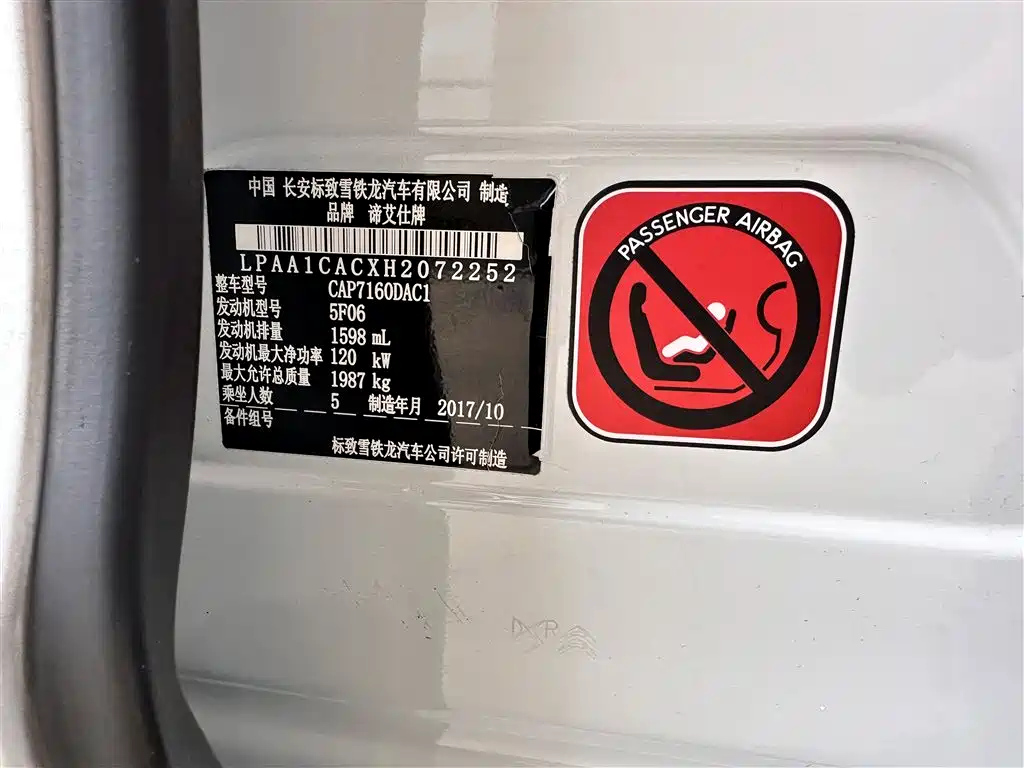 中国 长安标致雪铁龙汽车有限公司 制造
品牌 谛艾仕牌
LPAA1CACXH2072252
整车型号 CAP7160DAC1
发动机型号 5F06
发动机排量 1598 mL
发动机最大净功率 120 kW
最大允许总质量 1987 kg
乘坐人数 5 制造年月 2017/10
备件组号
标致雪铁龙汽车公司许可制造
PASSENGER AIRBAG